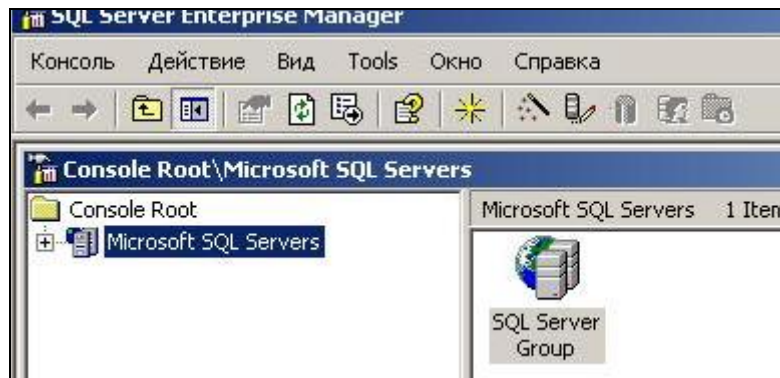 SQL Server Enterprise Manager
Консоль Действие Вид Tools Окно Справка
Console Root\Microsoft SQL Servers
Console Root
Microsoft SQL Servers
Microsoft SQL Servers 1 Iten
SQL Server
Group